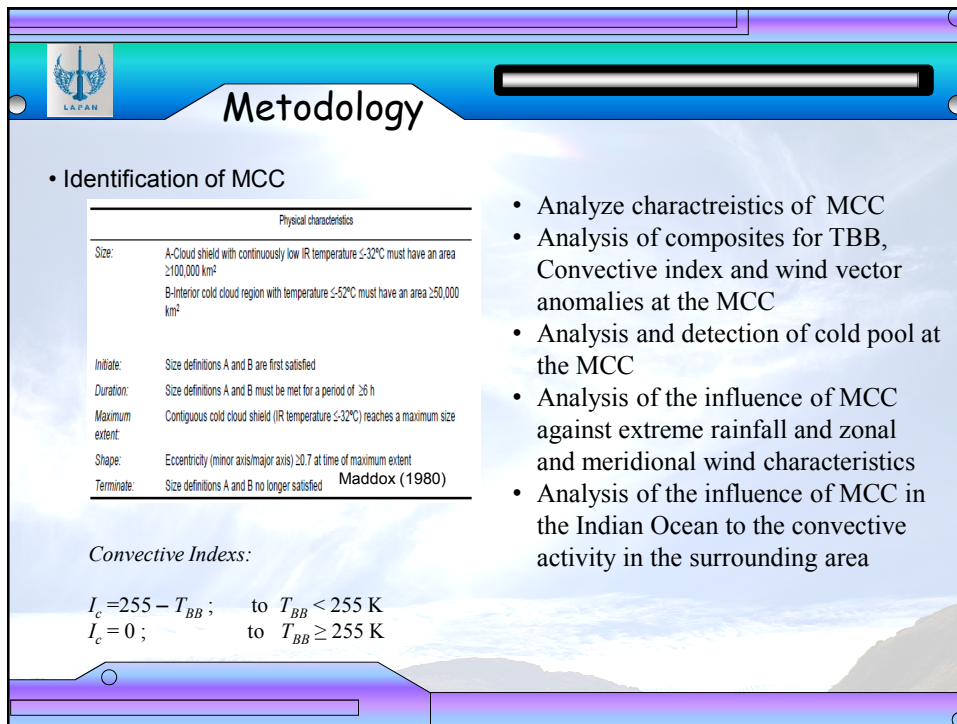 LAPAN
Metodology
• Identification of MCC
Physical characteristics
Size: A-Cloud shield with continuously low IR temperature ≤-32ºC must have an area
≥100,000 km²
B-Interior cold cloud region with temperature ≤-52ºC must have an area ≥50,000
km²
Initiate: Size definitions A and B are first satisfied
Duration: Size definitions A and B must be met for a period of ≥6 h
Maximum extent: Contiguous cold cloud shield (IR temperature ≤-32ºC) reaches a maximum size
Shape: Eccentricity (minor axis/major axis) ≥0.7 at time of maximum extent
Terminate: Size definitions A and B no longer satisfied
Maddox (1980)
Convective Indexs:
I_c =255 – T_BB ; to T_BB < 255 K
I_c = 0 ; to T_BB ≥ 255 K
• Analyze charactreistics of MCC
• Analysis of composites for TBB,
Convective index and wind vector
anomalies at the MCC
• Analysis and detection of cold pool at
the MCC
• Analysis of the influence of MCC
against extreme rainfall and zonal
and meridional wind characteristics
• Analysis of the influence of MCC in
the Indian Ocean to the convective
activity in the surrounding area